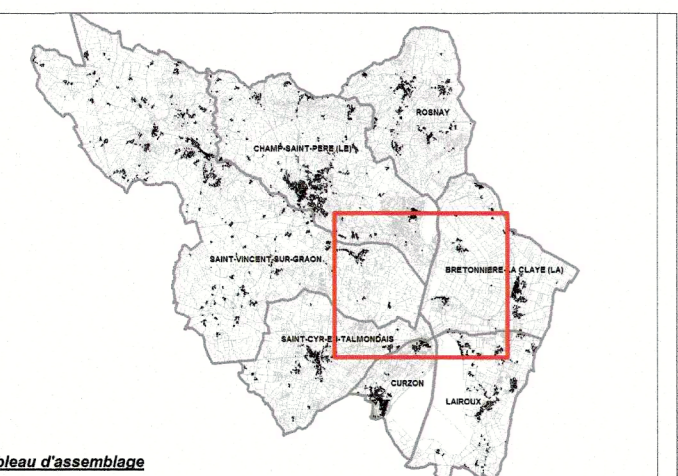 ROSNAY
CHAMP-SAINT-PERE (LE)
SAINT-VINCENT-SUR-GRAON
BRETONNIERE-LA CLAYE (LA)
SAINT-CYR-EN-TALMONDAIS
CURZON
LAIROUX
bleau d'assemblage